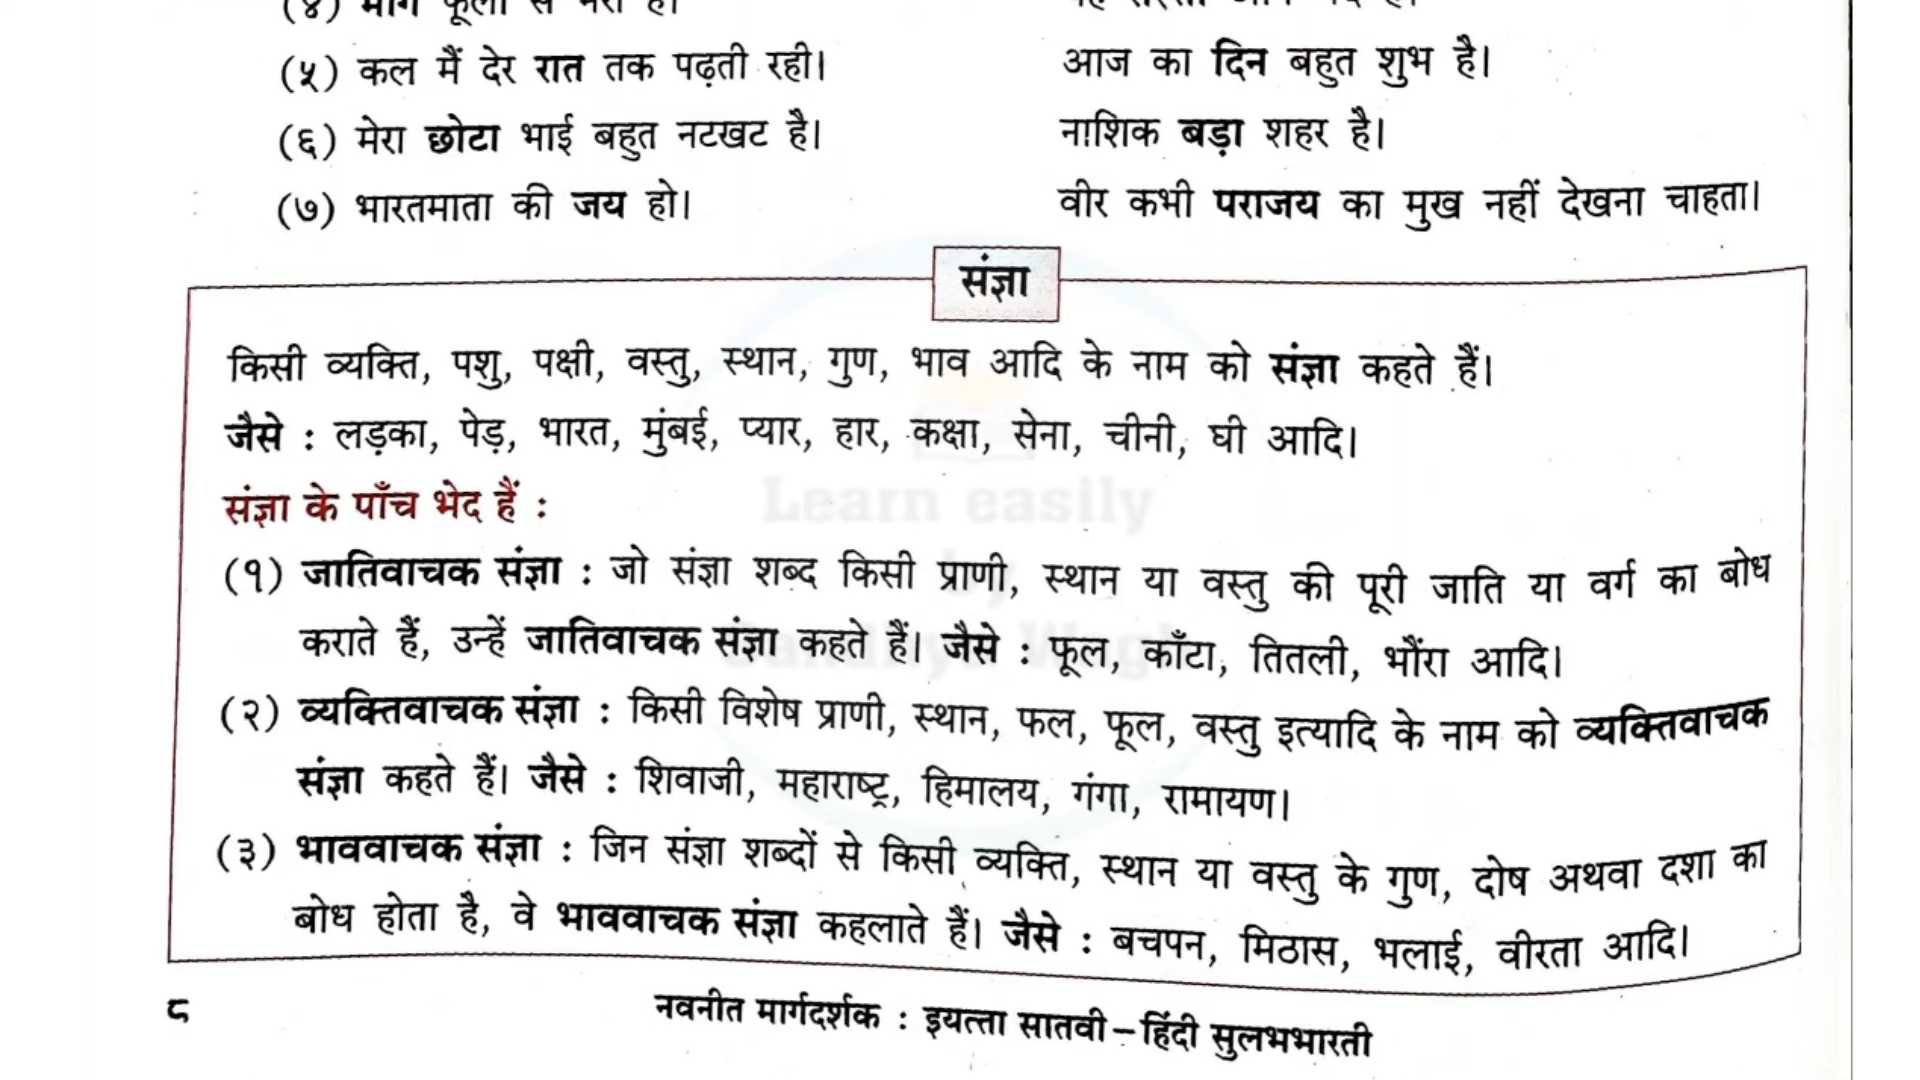 (५) कल मैं देर रात तक पढ़ती रही। आज का दिन बहुत शुभ है।
(६) मेरा छोटा भाई बहुत नटखट है। नाशिक बड़ा शहर है।
(७) भारतमाता की जय हो। वीर कभी पराजय का मुख नहीं देखना चाहता।
संज्ञा
किसी व्यक्ति, पशु, पक्षी, वस्तु, स्थान, गुण, भाव आदि के नाम को संज्ञा कहते हैं।
जैसे : लड़का, पेड़, भारत, मुंबई, प्यार, हार, कक्षा, सेना, चीनी, घी आदि।
संज्ञा के पाँच भेद हैं :
Learn easily
(१) जातिवाचक संज्ञा : जो संज्ञा शब्द किसी प्राणी, स्थान या वस्तु की पूरी जाति या वर्ग का बोध
कराते हैं, उन्हें जातिवाचक संज्ञा कहते हैं। जैसे : फूल, काँटा, तितली, भौंरा आदि।
(२) व्यक्तिवाचक संज्ञा : किसी विशेष प्राणी, स्थान, फल, फूल, वस्तु इत्यादि के नाम को व्यक्तिवाचक
संज्ञा कहते हैं। जैसे : शिवाजी, महाराष्ट्र, हिमालय, गंगा, रामायण।
(३) भाववाचक संज्ञा : जिन संज्ञा शब्दों से किसी व्यक्ति, स्थान या वस्तु के गुण, दोष अथवा दशा का
बोध होता है, वे भाववाचक संज्ञा कहलाते हैं। जैसे : बचपन, मिठास, भलाई, वीरता आदि।
८ नवनीत मार्गदर्शक : इयत्ता सातवी – हिंदी सुलभभारती